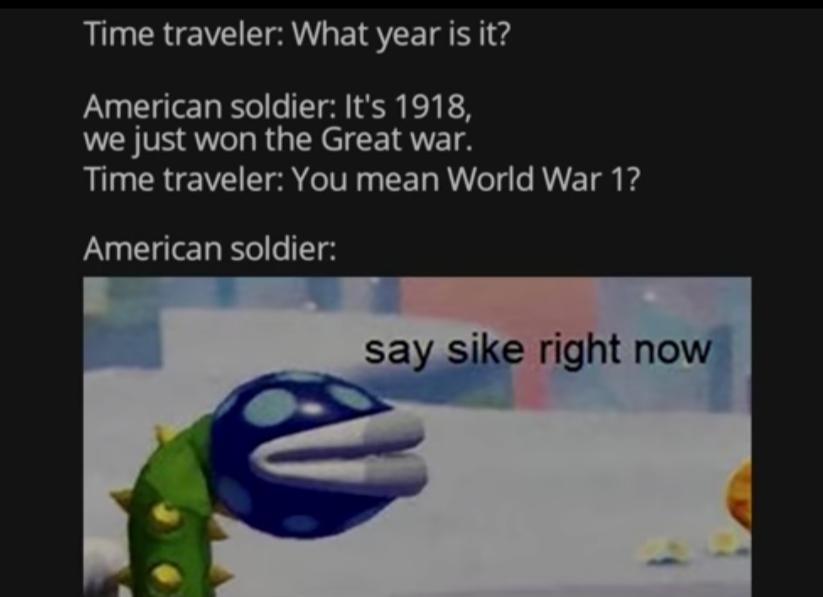 Time traveler: What year is it?
American soldier: It's 1918,
we just won the Great war.
Time traveler: You mean World War 1?
American soldier:
say sike right now